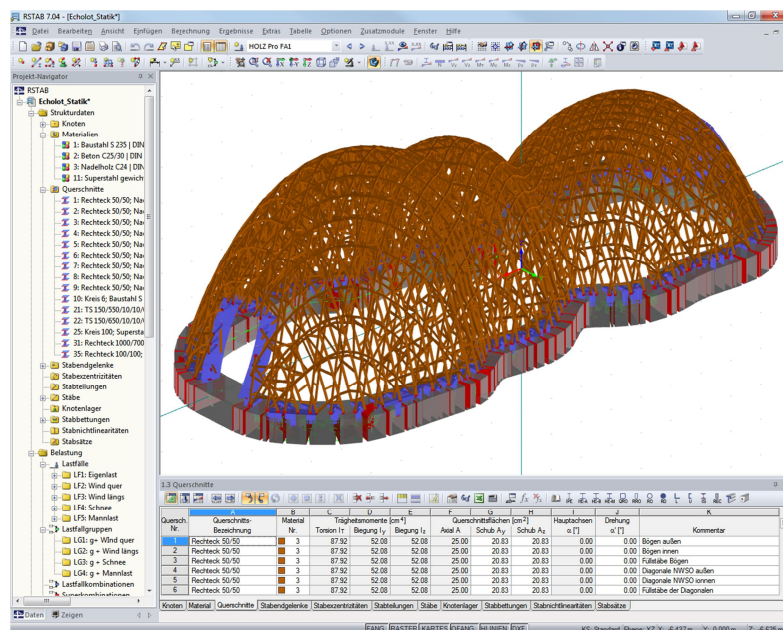 RSTAB 7.04 - [Echolot_Statik*]
Datei Bearbeiten Ansicht Einfügen Bearbeiten Berechnung Ergebnisse Extras Tabelle Optionen Zusatzmodule Fenster Hilfe
HOLZ Pro FA1
Projekt-Navigator
RSTAB
Echolot_Statik*
Strukturdaten
Knoten
Materialien
1: Baustahl S 235 | DIN
2: Beton C25/30 | DIN
3: Nadelholz C24 | DIN
11: Superstahl gewich
Querschnitte
1: Rechteck 50/50; Na
2: Rechteck 50/50; Na
3: Rechteck 50/50; Na
4: Rechteck 50/50; Na
5: Rechteck 50/50; Na
6: Rechteck 50/50; Na
7: Rechteck 50/50; Na
8: Rechteck 50/50; Na
9: Rechteck 50/50; Na
10: Kreis 6; Baustahl S
21: TS 150/550/10/10/
22: TS 150/650/10/10/
25: Kreis 100; Supersta
31: Rechteck 1000/700
35: Rechteck 100/100;
Stabendgelenke
Stabexzentrizitäten
Stabteilungen
Stäbe
Knotenlager
Stabbettungen
Stabnichtlinearitäten
Stabsätze
Belastung
Lastfälle
LF1: Eigenlast
LF2: Wind quer
LF3: Wind längs
LF4: Schnee
LF5: Mannlast
Lastfallgruppen
LG1: g+ Wind quer
LG2: g + Wind längs
LG3: g + Schnee
LG4: g + Mannlast
Lastfallkombinationen
Superkombinationen
Daten Zeigen
1.3 Querschnitte
A B C D E F G H I J K
Quersch. Querschnitts- Material Trägheitsmomente [cm⁴] Querschnittsflächen [cm²] Hauptachsen Drehung
Nr. Bezeichnung Nr. Torsion IT Biegung Iy Biegung Iz Axial A Schub Ay Schub Az α [°] α' [°] Kommentar
1 Rechteck 50/50 3 87.92 52.08 52.08 25.00 20.83 20.83 0.00 0.00 Bögen außen
2 Rechteck 50/50 3 87.92 52.08 52.08 25.00 20.83 20.83 0.00 0.00 Bögen innen
3 Rechteck 50/50 3 87.92 52.08 52.08 25.00 20.83 20.83 0.00 0.00 Füllstäbe Bögen
4 Rechteck 50/50 3 87.92 52.08 52.08 25.00 20.83 20.83 0.00 0.00 Diagonale NWSO außen
5 Rechteck 50/50 3 87.92 52.08 52.08 25.00 20.83 20.83 0.00 0.00 Diagonale NWSO ionnen
6 Rechteck 50/50 3 87.92 52.08 52.08 25.00 20.83 20.83 0.00 0.00 Füllstäbe der Diagonalen
Knoten Material Querschnitte Stabendgelenke Stabexzentrizitäten Stabteilungen Stäbe Knotenlager Stabbettungen Stabnichtlinearitäten Stabsätze
FANG RASTER KARTES OFANG HLINIEN DXF